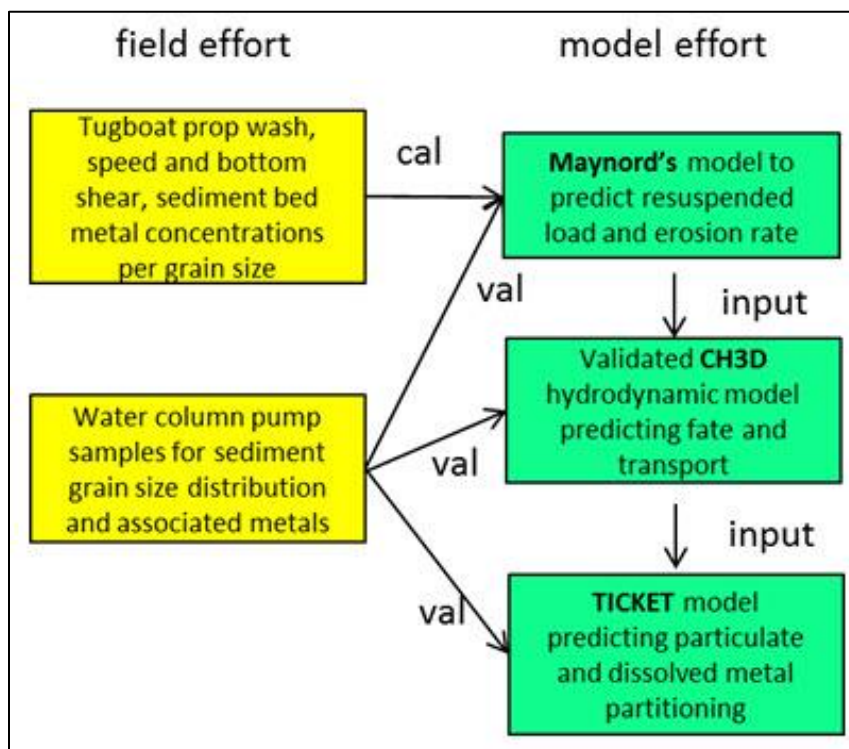 field effort
model effort
Tugboat prop wash,
speed and bottom
shear, sediment bed
metal concentrations
per grain size
cal
Maynord's model to
predict resuspended
load and erosion rate
val
input
Water column pump
samples for sediment
grain size distribution
and associated metals
val
Validated CH3D
hydrodynamic model
predicting fate and
transport
input
val
TICKET model
predicting particulate
and dissolved metal
partitioning